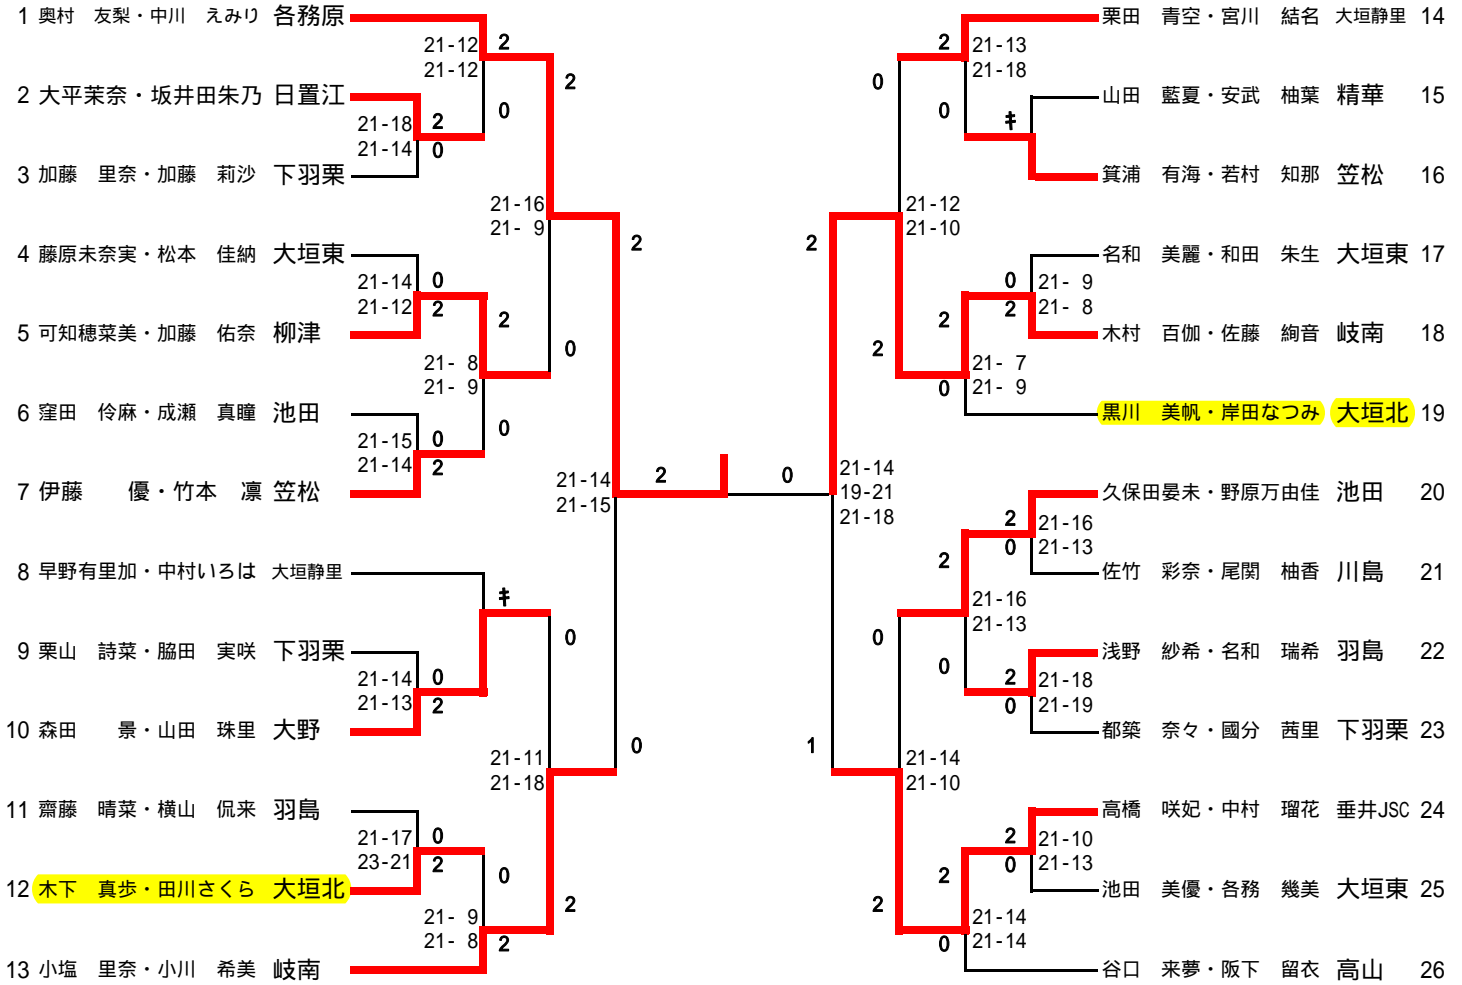 1 奥村　友梨・中川　えみり 各務原
21-12 2
21-12
2
2 大平茉奈・坂井田朱乃 日置江
0
21-18 2
21-14 0
3 加藤　里奈・加藤　莉沙 下羽栗
21-16
21- 9
2
4 藤原未奈実・松本　佳納 大垣東
21-14 0
21-12 2
2
5 可知穂菜美・加藤　佑奈 柳津
0
21- 8
21- 9
6 窪田　伶麻・成瀬　真瞳 池田
0
21-15 0
21-14 2
7 伊藤　　優・竹本　凛 笠松
21-14
21-15
2
0
8 早野有里加・中村いろは 大垣静里
キ
0
9 栗山　詩菜・脇田　実咲 下羽栗
21-14 0
21-13 2
10 森田　　景・山田　珠里 大野
0
21-11
21-18
11 齋藤　晴菜・横山　侃来 羽島
21-17 0
23-21 2
0
12 木下　真歩・田川さくら 大垣北
2
21- 9
21- 8 2
13 小塩　里奈・小川　希美 岐南
栗田　青空・宮川　結名 大垣静里 14
2 21-13
21-18
0
山田　藍夏・安武　柚葉 精華 15
0 キ
箕浦　有海・若村　知那 笠松 16
21-12
21-10
2
名和　美麗・和田　朱生 大垣東 17
0 21- 9
2 21- 8
2
木村　百伽・佐藤　絢音 岐南 18
2
21- 7
0 21- 9
黒川　美帆・岸田なつみ 大垣北 19
21-14
19-21
21-18
久保田晏未・野原万由佳 池田 20
2 21-16
0 21-13
2
佐竹　彩奈・尾関　柚香 川島 21
21-16
21-13
0
浅野　紗希・名和　瑞希 羽島 22
0
2 21-18
0 21-19
都築　奈々・國分　茜里 下羽栗 23
1
21-14
21-10
高橋　咲妃・中村　瑠花 垂井JSC 24
2 21-10
0 21-13
2
池田　美優・各務　幾美 大垣東 25
2
21-14
0 21-14
谷口　来夢・阪下　留衣 高山 26